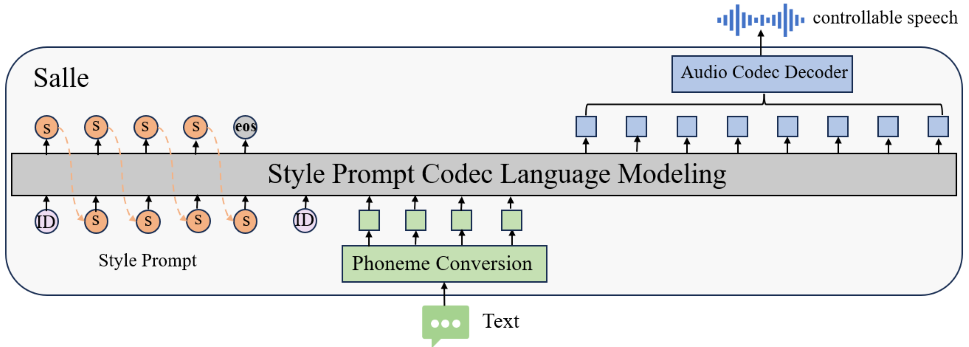 controllable speech
Audio Codec Decoder
Salle
s s s s eos
Style Prompt Codec Language Modeling
ID s s s s ID
Style Prompt
Phoneme Conversion
Text